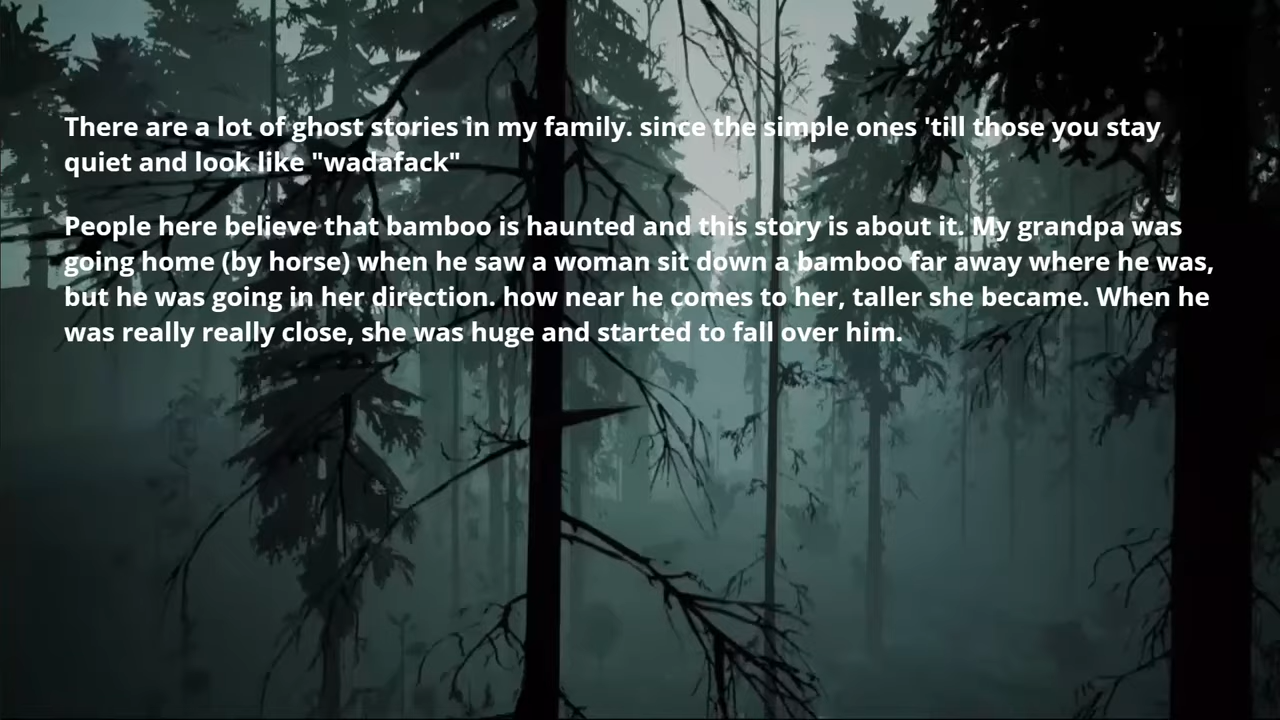 There are a lot of ghost stories in my family. since the simple ones 'till those you stay
quiet and look like "wadafack"
People here believe that bamboo is haunted and this story is about it. My grandpa was
going home (by horse) when he saw a woman sit down a bamboo far away where he was,
but he was going in her direction. how near he comes to her, taller she became. When he
was really really close, she was huge and started to fall over him.